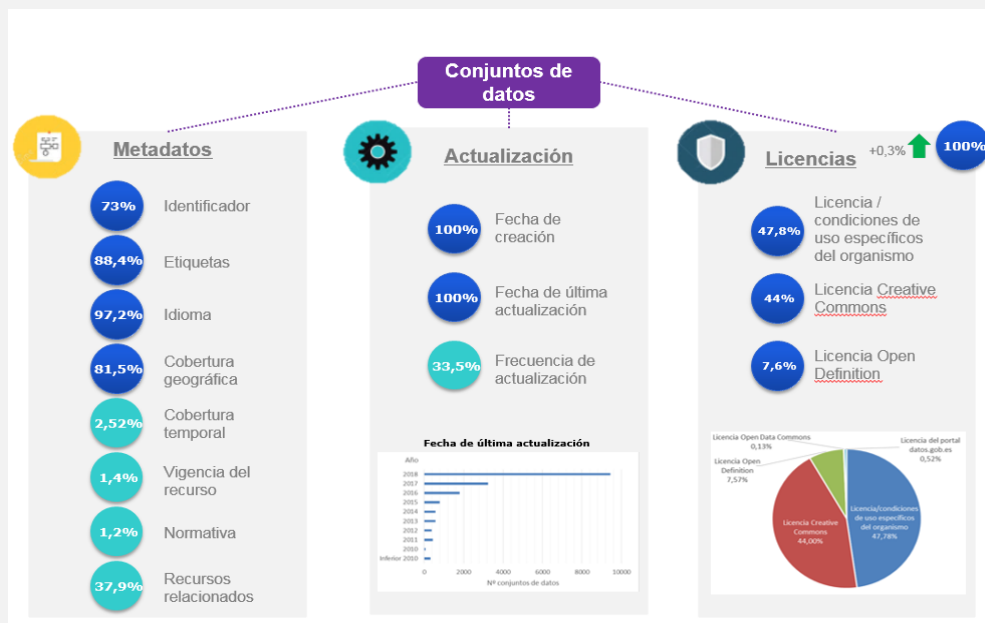 Conjuntos de
datos
Metadatos
73%
Identificador
88,4%
Etiquetas
97,2%
Idioma
81,5%
Cobertura
geográfica
2,52%
Cobertura
temporal
1,4%
Vigencia del
recurso
1,2%
Normativa
37,9%
Recursos
relacionados
Actualización
100%
Fecha de
creación
100%
Fecha de última
actualización
33,5%
Frecuencia de
actualización
Fecha de última actualización
Año
2018
2017
2016
2015
2014
2013
2012
2011
2010
Inferior 2010
0
2000
4000
6000
8000
10000
Nº conjuntos de datos
Licencias
+0,3%
100%
47,8%
Licencia /
condiciones de
uso específicos
del organismo
44%
Licencia Creative
Commons
7,6%
Licencia Open
Definition
Licencia Open Data Commons
0,13%
Licencia del portal
datos.gob.es
0,52%
Licencia Open
Definition
7,57%
Licencia Creative
Commons
44,00%
Licencia/condiciones
de uso específicos
del organismo
47,78%